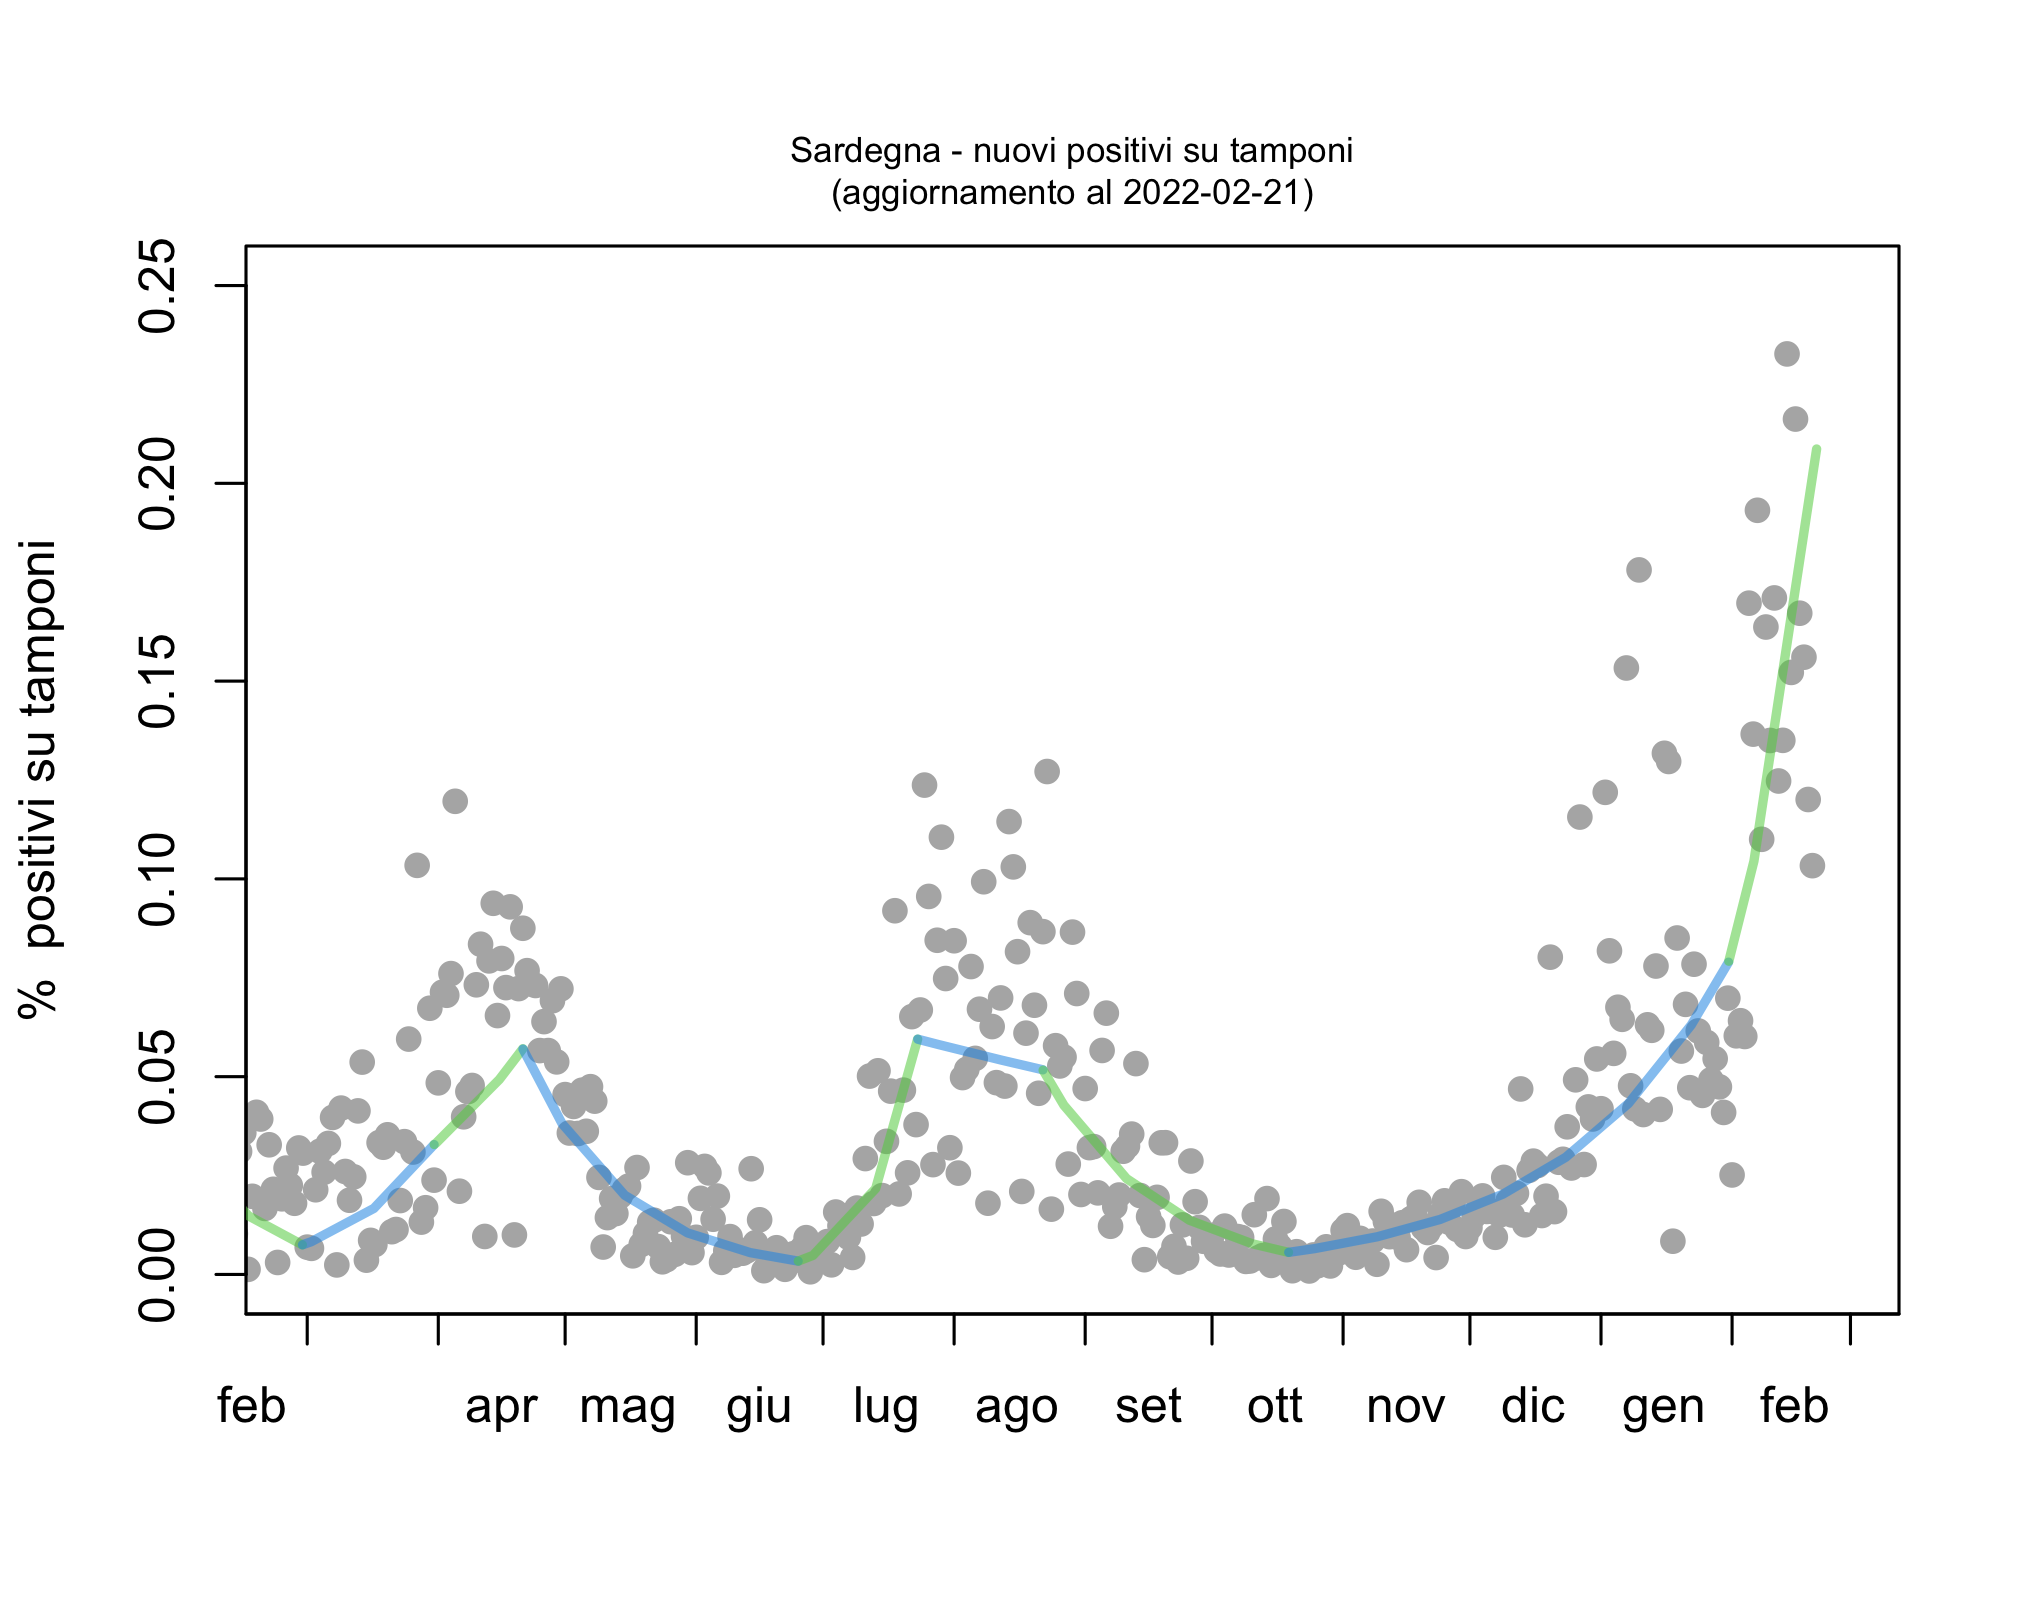 Sardegna - nuovi positivi su tamponi
(aggiornamento al 2022-02-21)
% positivi su tamponi
0.25
0.20
0.15
0.10
0.05
0.00
feb apr mag giu lug ago set ott nov dic gen feb